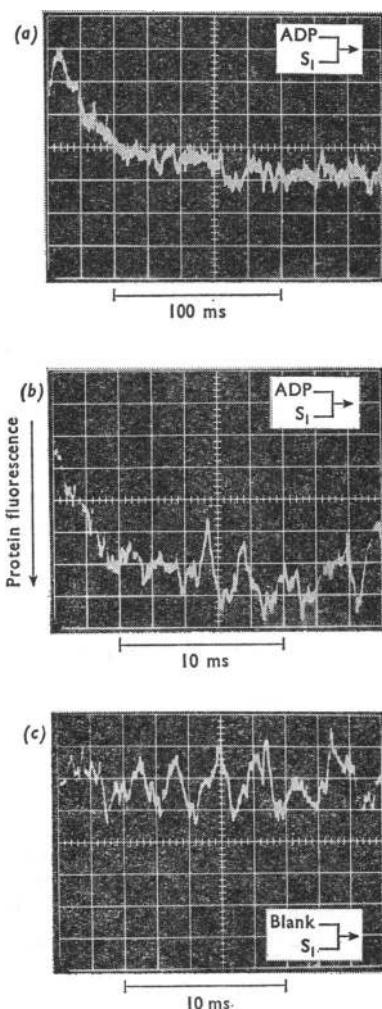 (a)
ADP
S₁
100 ms
(b)
ADP
S₁
Protein fluorescence
10 ms
(c)
Blank
S₁
10 ms.